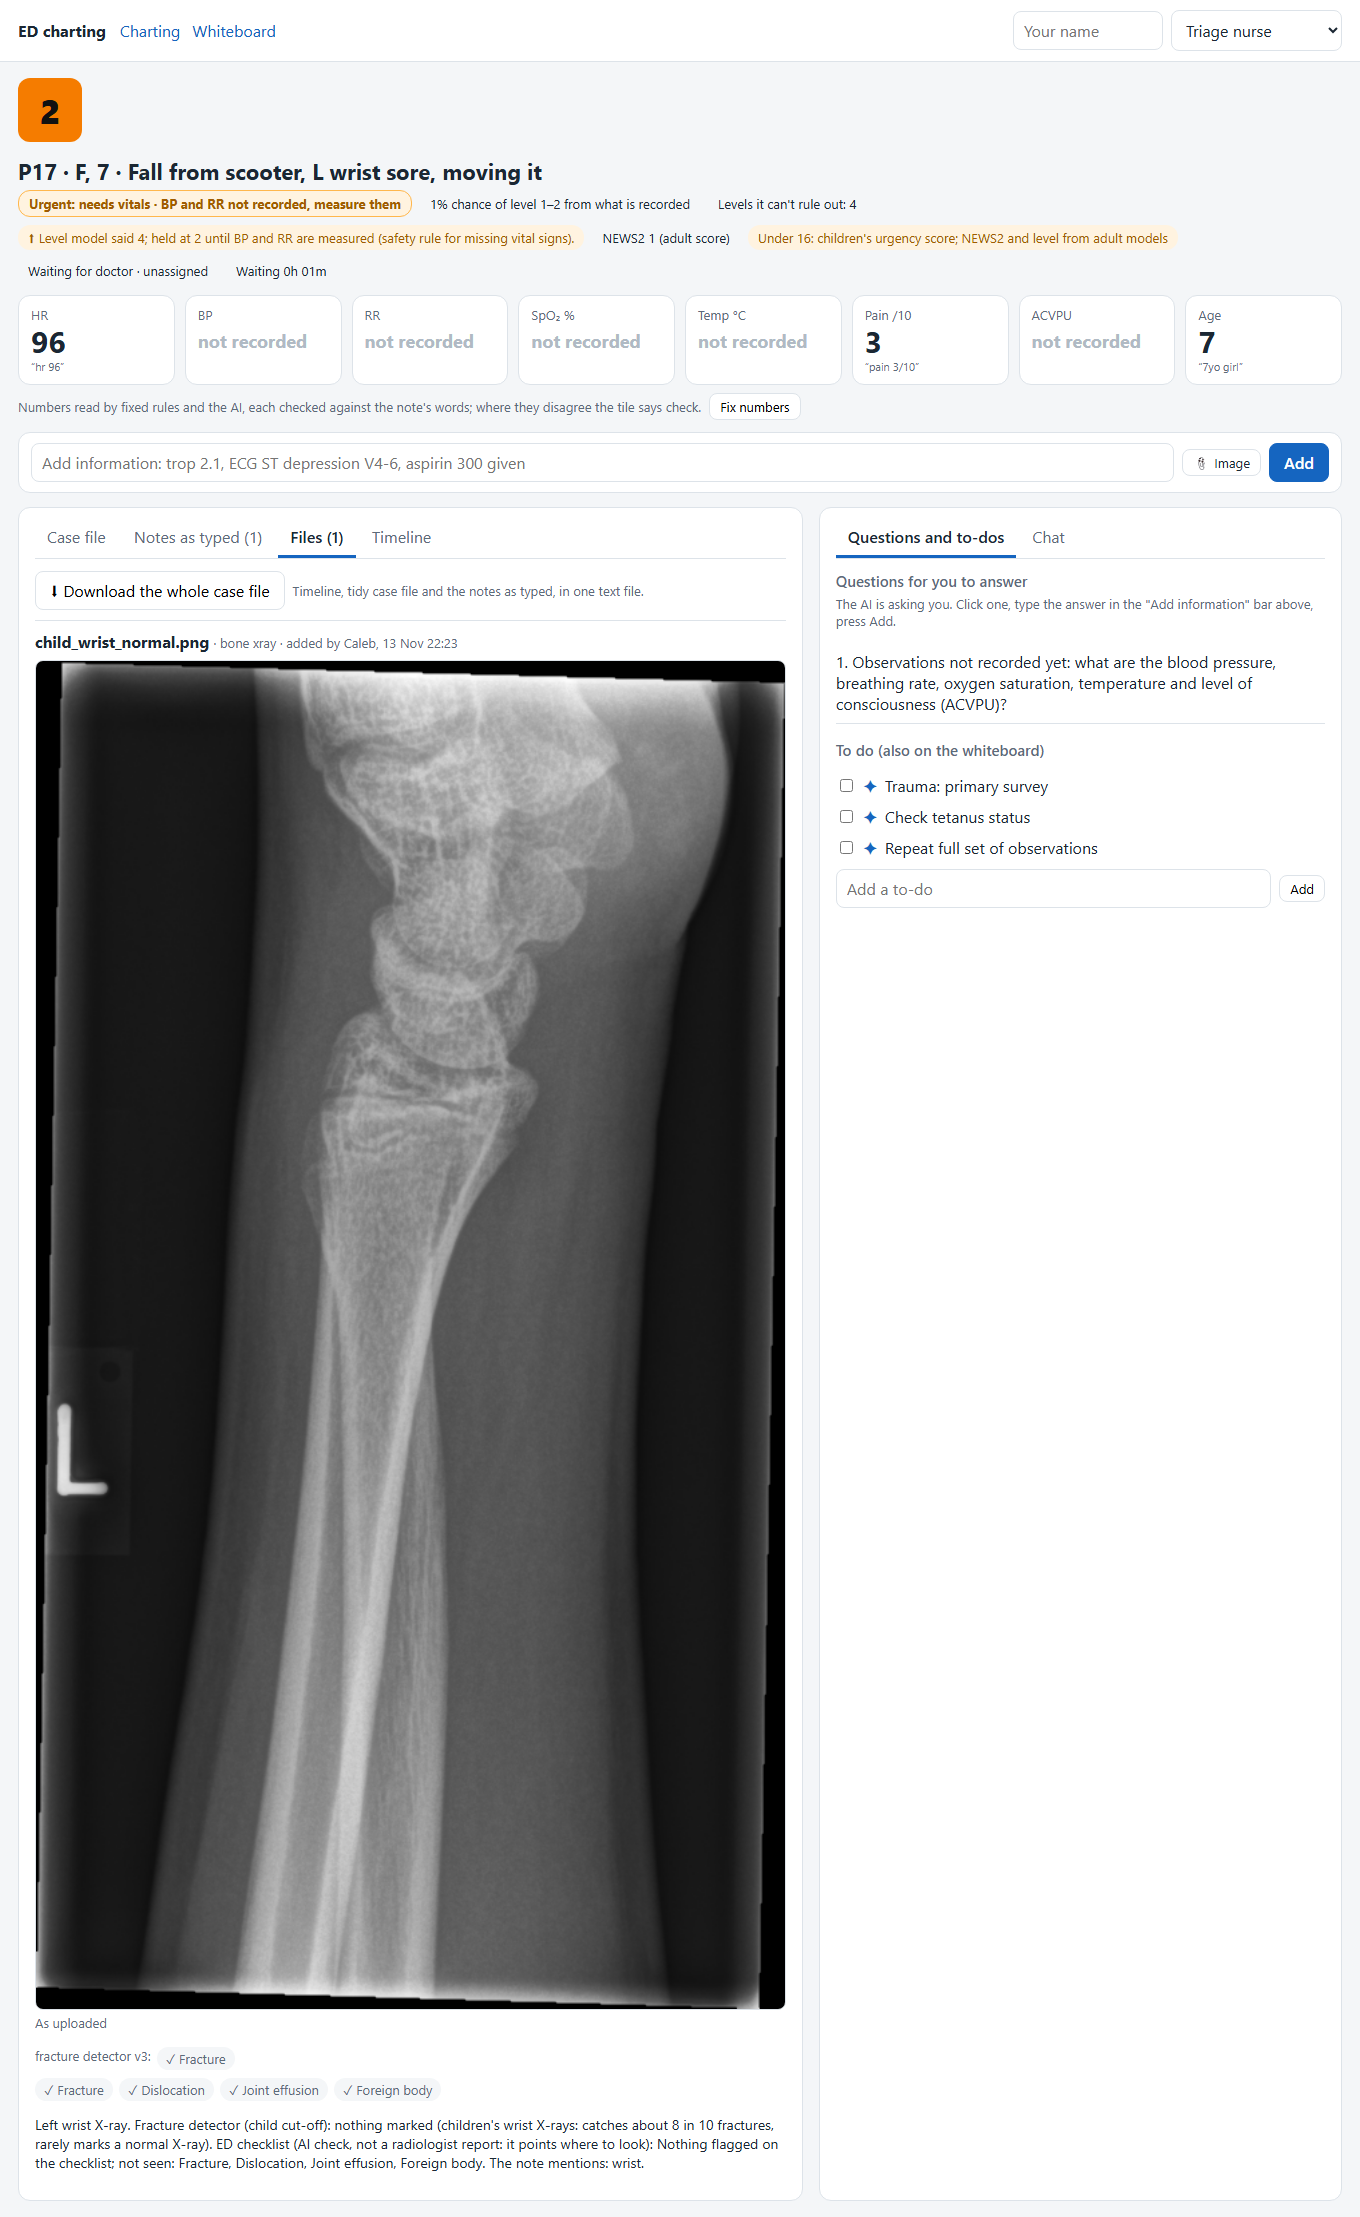 ED charting Charting Whiteboard Your name Triage nurse
2
P17 · F, 7 · Fall from scooter, L wrist sore, moving it
Urgent: needs vitals · BP and RR not recorded, measure them 1% chance of level 1–2 from what is recorded Levels it can't rule out: 4
⬆ Level model said 4; held at 2 until BP and RR are measured (safety rule for missing vital signs). NEWS2 1 (adult score) Under 16: children's urgency score; NEWS2 and level from adult models
Waiting for doctor · unassigned Waiting 0h 01m
HR BP RR SpO₂ % Temp °C Pain /10 ACVPU Age
96 not recorded not recorded not recorded not recorded 3 not recorded 7
"hr 96" "pain 3/10" "7yo girl"
Numbers read by fixed rules and the AI, each checked against the note's words; where they disagree the tile says check. Fix numbers
Add information: trop 2.1, ECG ST depression V4-6, aspirin 300 given Image Add
Case file Notes as typed (1) Files (1) Timeline
⬇ Download the whole case file Timeline, tidy case file and the notes as typed, in one text file.
child_wrist_normal.png · bone xray · added by Caleb, 13 Nov 22:23
L
As uploaded
fracture detector v3: ✓ Fracture
✓ Fracture ✓ Dislocation ✓ Joint effusion ✓ Foreign body
Left wrist X-ray. Fracture detector (child cut-off): nothing marked (children's wrist X-rays: catches about 8 in 10 fractures,
rarely marks a normal X-ray). ED checklist (AI check, not a radiologist report: it points where to look): Nothing flagged on
the checklist; not seen: Fracture, Dislocation, Joint effusion, Foreign body. The note mentions: wrist.
Questions and to-dos Chat
Questions for you to answer
The AI is asking you. Click one, type the answer in the "Add information" bar above,
press Add.
1. Observations not recorded yet: what are the blood pressure,
breathing rate, oxygen saturation, temperature and level of
consciousness (ACVPU)?
To do (also on the whiteboard)
✦ Trauma: primary survey
✦ Check tetanus status
✦ Repeat full set of observations
Add a to-do Add